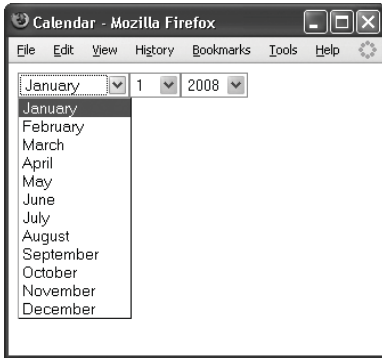 Calendar - Mozilla Firefox
File Edit View History Bookmarks Tools Help
January 1 2008
January
February
March
April
May
June
July
August
September
October
November
December